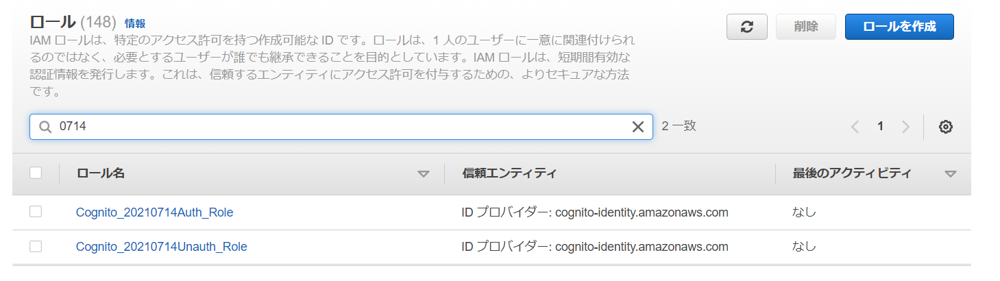 ロール (148) 情報
IAM ロールは、特定のアクセス許可を持つ作成可能な ID です。ロールは、1 人のユーザーに一意に関連付けられ
るのではなく、必要とするユーザーが誰でも継承できることを目的としています。IAM ロールは、短期間有効な
認証情報を発行します。これは、信頼するエンティティにアクセス許可を付与するための、よりセキュアな方法
です。
削除
ロールを作成
0714
2 一致
1
ロール名 信頼エンティティ 最後のアクティビティ
Cognito_20210714Auth_Role ID プロバイダー: cognito-identity.amazonaws.com なし
Cognito_20210714Unauth_Role ID プロバイダー: cognito-identity.amazonaws.com なし